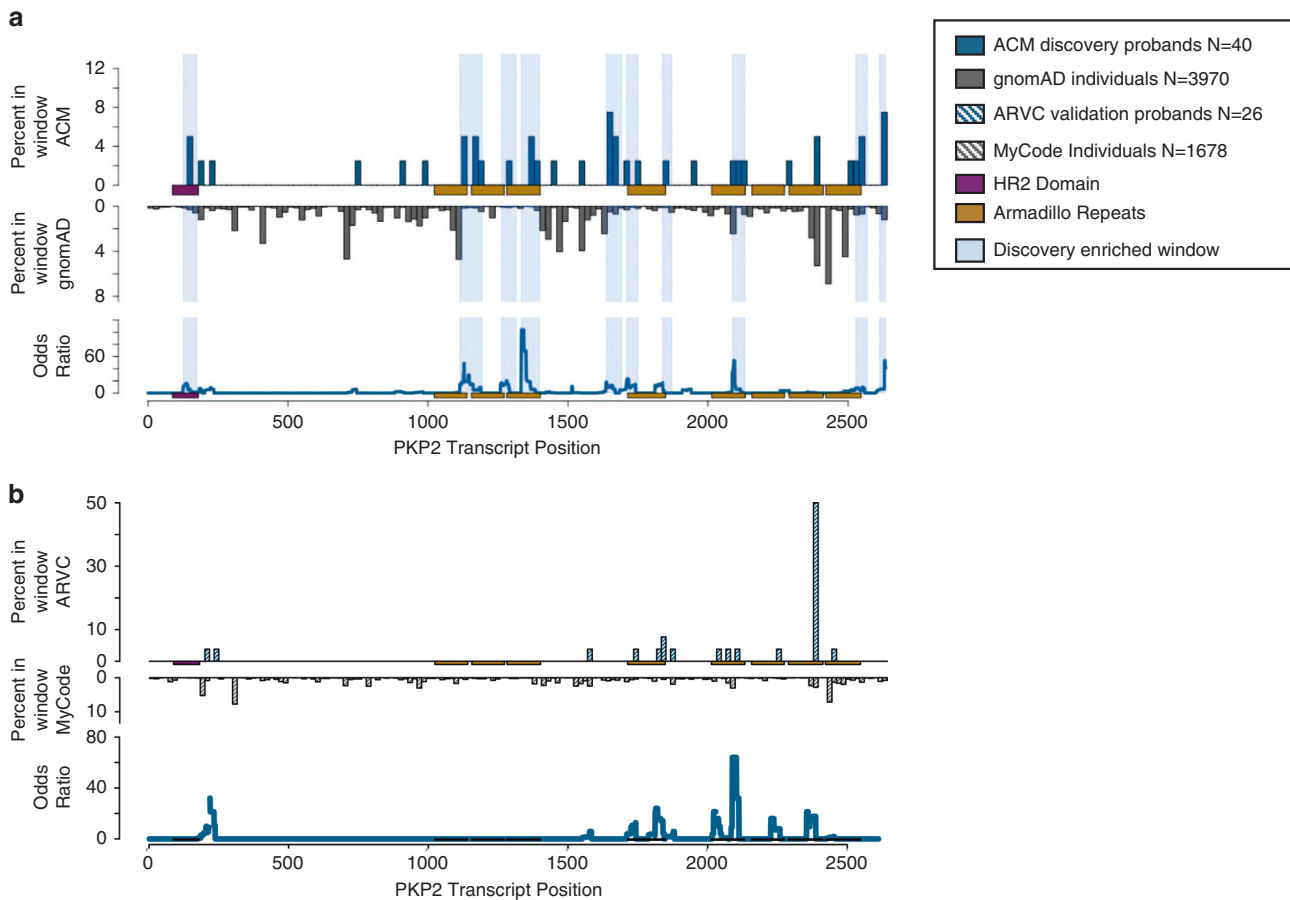 a
12
8
4
0
Percent in
window
ACM
0
4
8
Percent in
window
gnomAD
60
0
Odds
Ratio
0 500 1000 1500 2000 2500
PKP2 Transcript Position
ACM discovery probands N=40
gnomAD individuals N=3970
ARVC validation probands N=26
MyCode Individuals N=1678
HR2 Domain
Armadillo Repeats
Discovery enriched window
b
50
30
10
0
Percent in
window
ARVC
0
10
Percent in
window
MyCode
80
40
0
Odds
Ratio
0 500 1000 1500 2000 2500
PKP2 Transcript Position